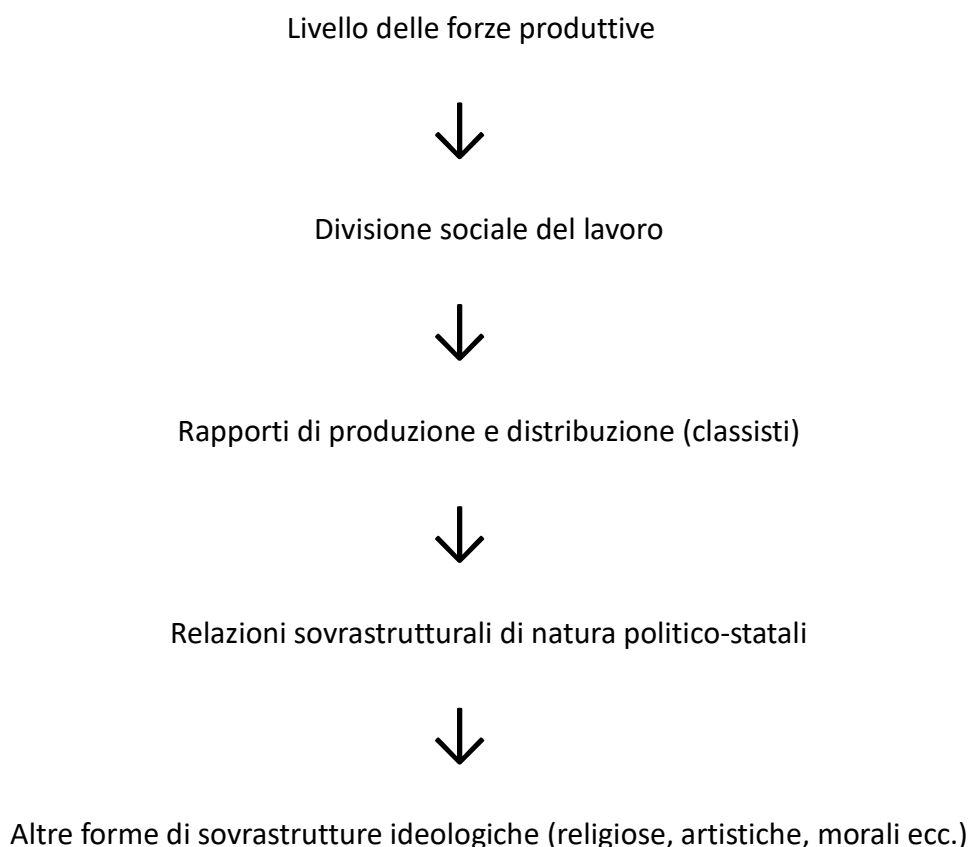 Livello delle forze produttive
Divisione sociale del lavoro
Rapporti di produzione e distribuzione (classisti)
Relazioni sovrastrutturali di natura politico-statali
Altre forme di sovrastrutture ideologiche (religiose, artistiche, morali ecc.)